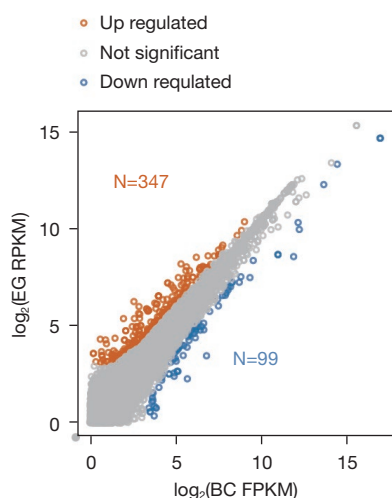 Up regulated
Not significant
Down requlated
15
N=347
10
log₂(EG RPKM)
5
N=99
0
0 5 10 15
log₂(BC FPKM)